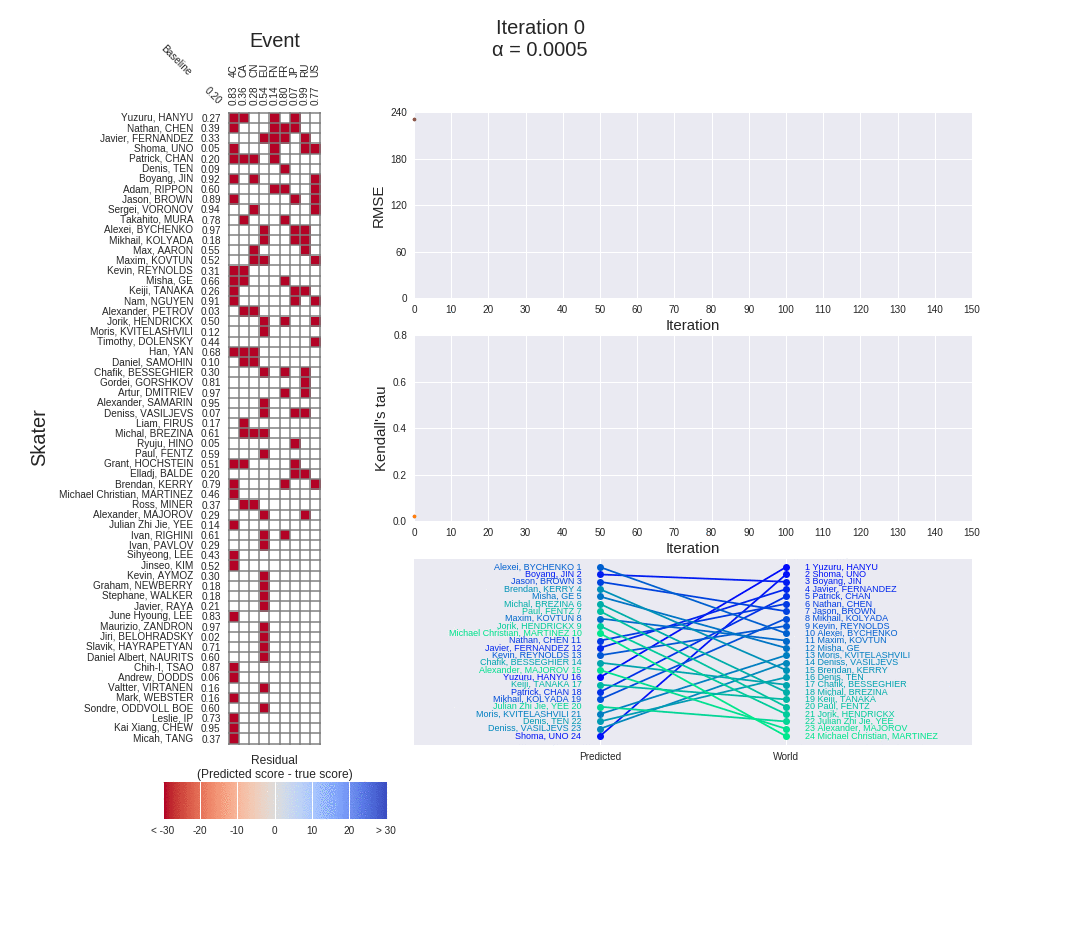 Iteration 0
α = 0.0005
Event
Baseline
0.20
4C CA CN EU FN FR JP RU US
0.83 0.36 0.28 0.54 0.14 0.80 0.07 0.99 0.77
Skater
Yuzuru, HANYU 0.27
Nathan, CHEN 0.39
Javier, FERNANDEZ 0.33
Shoma, UNO 0.05
Patrick, CHAN 0.20
Denis, TEN 0.09
Boyang, JIN 0.92
Adam, RIPPON 0.60
Jason, BROWN 0.89
Sergei, VORONOV 0.94
Takahito, MURA 0.78
Alexei, BYCHENKO 0.97
Mikhail, KOLYADA 0.18
Max, AARON 0.55
Maxim, KOVTUN 0.52
Kevin, REYNOLDS 0.31
Misha, GE 0.66
Keiji, TANAKA 0.26
Nam, NGUYEN 0.91
Alexander, PETROV 0.03
Jorik, HENDRICKX 0.50
Moris, KVITELASHVILI 0.12
Timothy, DOLENSKY 0.44
Han, YAN 0.68
Daniel, SAMOHIN 0.10
Chafik, BESSEGHIER 0.30
Gordei, GORSHKOV 0.81
Artur, DMITRIEV 0.97
Alexander, SAMARIN 0.95
Deniss, VASILJEVS 0.07
Liam, FIRUS 0.17
Michal, BREZINA 0.61
Ryuju, HINO 0.05
Paul, FENTZ 0.59
Grant, HOCHSTEIN 0.51
Elladj, BALDE 0.20
Brendan, KERRY 0.79
Michael Christian, MARTINEZ 0.46
Ross, MINER 0.37
Alexander, MAJOROV 0.29
Julian Zhi Jie, YEE 0.14
Ivan, RIGHINI 0.61
Ivan, PAVLOV 0.29
Sihyeong, LEE 0.43
Jinseo, KIM 0.52
Kevin, AYMOZ 0.30
Graham, NEWBERRY 0.18
Stephane, WALKER 0.18
Javier, RAYA 0.21
June Hyoung, LEE 0.83
Maurizio, ZANDRON 0.97
Jiri, BELOHRADSKY 0.02
Slavik, HAYRAPETYAN 0.71
Daniel Albert, NAURITS 0.60
Chih-I, TSAO 0.87
Andrew, DODDS 0.06
Valtter, VIRTANEN 0.16
Mark, WEBSTER 0.16
Sondre, ODDVOLL BOE 0.60
Leslie, IP 0.73
Kai Xiang, CHEW 0.95
Micah, TANG 0.37
Residual
(Predicted score - true score)
< -30 -20 -10 0 10 20 > 30
RMSE
240
180
120
60
0
0 10 20 30 40 50 60 70 80 90 100 110 120 130 140 150
Iteration
Kendall's tau
0.8
0.6
0.4
0.2
0.0
0 10 20 30 40 50 60 70 80 90 100 110 120 130 140 150
Iteration
Alexei, BYCHENKO 1
Boyang, JIN 2
Jason, BROWN 3
Brendan, KERRY 4
Misha, GE 5
Michal, BREZINA 6
Paul, FENTZ 7
Maxim, KOVTUN 8
Jorik, HENDRICKX 9
Michael Christian, MARTINEZ 10
Nathan, CHEN 11
Javier, FERNANDEZ 12
Kevin, REYNOLDS 13
Chafik, BESSEGHIER 14
Alexander, MAJOROV 15
Yuzuru, HANYU 16
Keiji, TANAKA 17
Patrick, CHAN 18
Mikhail, KOLYADA 19
Julian Zhi Jie, YEE 20
Moris, KVITELASHVILI 21
Denis, TEN 22
Deniss, VASILJEVS 23
Shoma, UNO 24
1 Yuzuru, HANYU
2 Shoma, UNO
3 Boyang, JIN
4 Javier, FERNANDEZ
5 Patrick, CHAN
6 Nathan, CHEN
7 Jason, BROWN
8 Mikhail, KOLYADA
9 Kevin, REYNOLDS
10 Alexei, BYCHENKO
11 Maxim, KOVTUN
12 Misha, GE
13 Moris, KVITELASHVILI
14 Deniss, VASILJEVS
15 Brendan, KERRY
16 Denis, TEN
17 Chafik, BESSEGHIER
18 Michal, BREZINA
19 Keiji, TANAKA
20 Paul, FENTZ
21 Jorik, HENDRICKX
22 Julian Zhi Jie, YEE
23 Alexander, MAJOROV
24 Michael Christian, MARTINEZ
Predicted
World